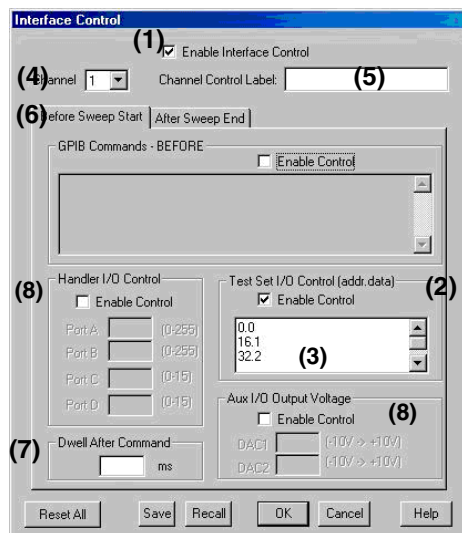 Interface Control
(1) Enable Interface Control
(4) Channel 1 Channel Control Label: (5)
(6) Before Sweep Start After Sweep End
GPIB Commands - BEFORE
Enable Control
(8) Handler I/O Control
Enable Control
Port A (0-255)
Port B (0-255)
Port C (0-15)
Port D (0-15)
Test Set I/O Control (addr.data) (2)
Enable Control
0.0
16.1
32.2
(3)
Aux I/O Output Voltage
Enable Control (8)
DAC1 (-10V -> +10V)
DAC2 (-10V -> +10V)
(7) Dwell After Command
ms
Reset All Save Recall OK Cancel Help